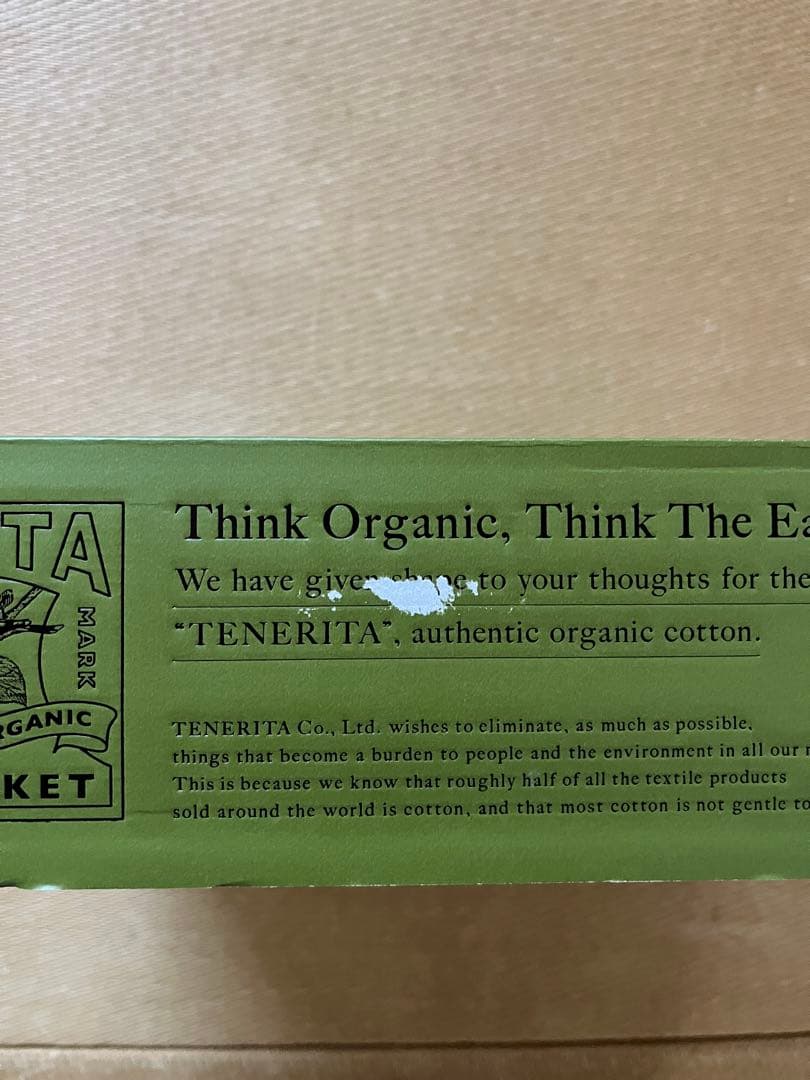 TA
MARK
RGANIC
KET
Think Organic, Think The Ea
We have given shape to your thoughts for the
“TENERITA”, authentic organic cotton.
TENERITA Co., Ltd. wishes to eliminate, as much as possible,
things that become a burden to people and the environment in all our
This is because we know that roughly half of all the textile products
sold around the world is cotton, and that most cotton is not gentle to